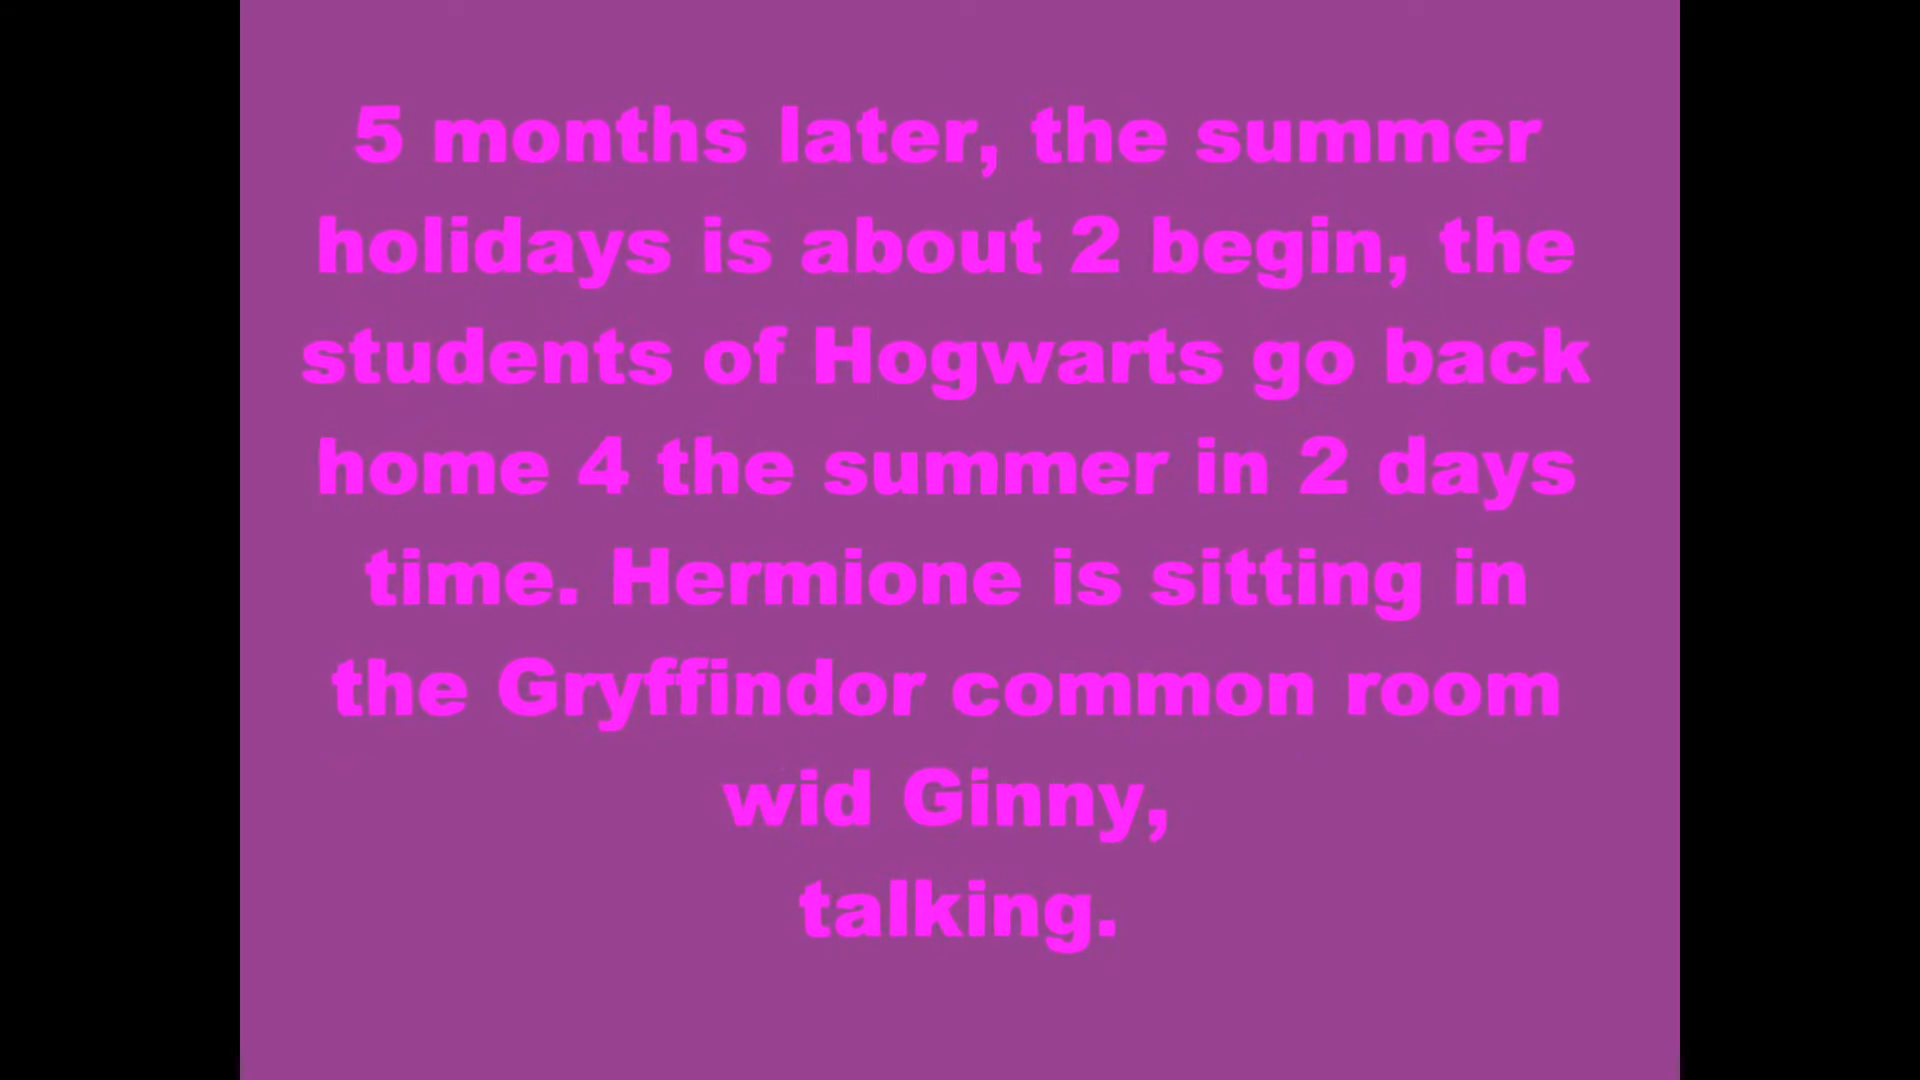 5 months later, the summer
holidays is about 2 begin, the
students of Hogwarts go back
home 4 the summer in 2 days
time. Hermione is sitting in
the Gryffindor common room
wid Ginny,
talking.